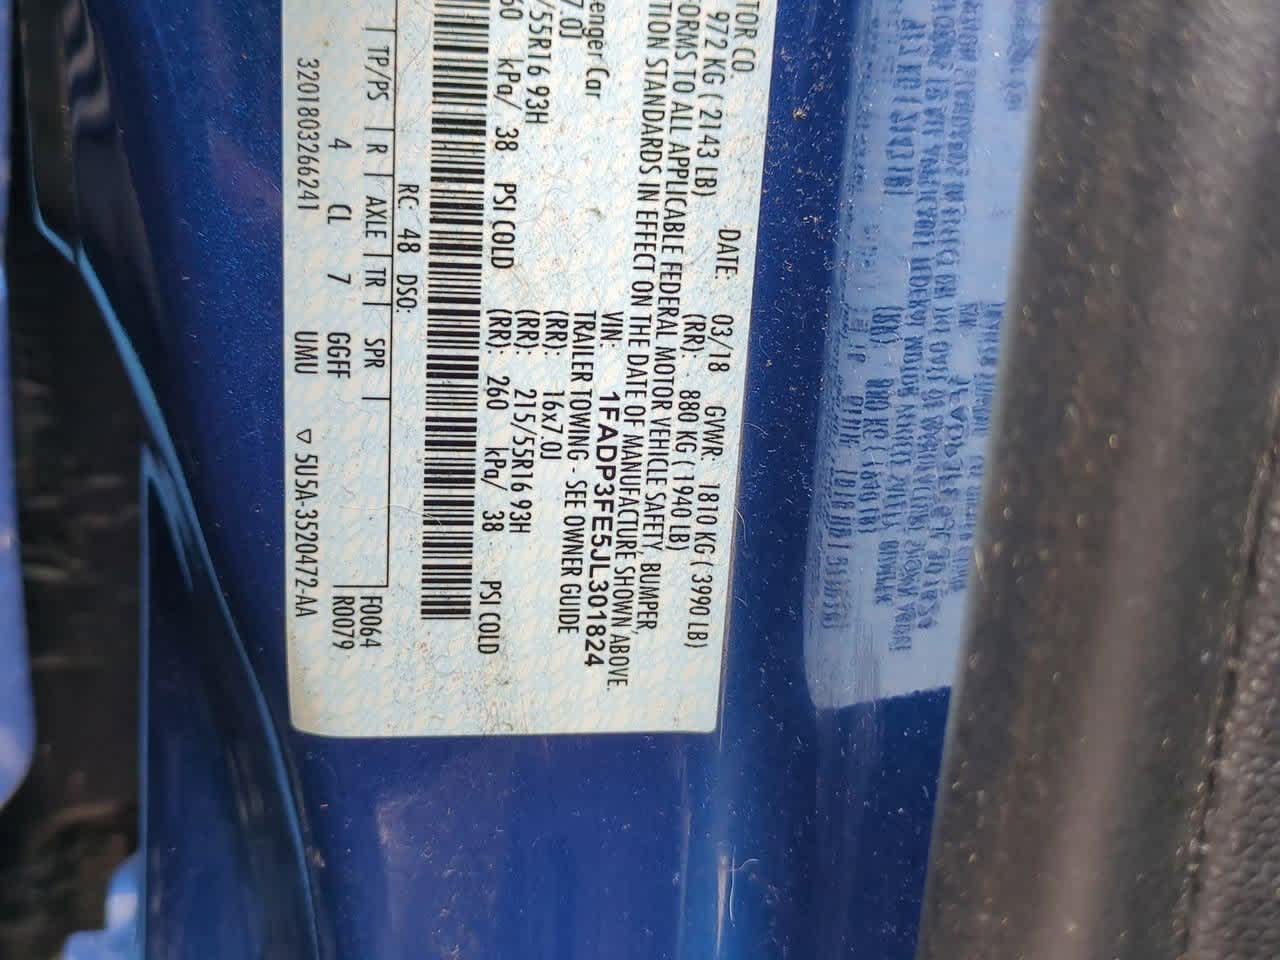 TOR CO.
DATE: 03/18 GVWR: 1810 KG ( 3990 LB)
972 KG ( 2143 LB) (RR): 880 KG ( 1940 LB)
ORMS TO ALL APPLICABLE FEDERAL MOTOR VEHICLE SAFETY, BUMPER,
TION STANDARDS IN EFFECT ON THE DATE OF MANUFACTURE SHOWN ABOVE.
VIN: 1FADP3FE5JL301824
enger Car TRAILER TOWING - SEE OWNER GUIDE
7.0J (RR): 16x7.0J
/55R16 93H (RR): 215/55R16 93H
60 kPa/ 38 PSI COLD (RR): 260 kPa/ 38 PSI COLD
RC: 48 DSO:
TP/PS R AXLE TR SPR F0064
4 CL 7 GGFF R0079
3201803266241 UMU ▽ 5U5A-3520472-AA